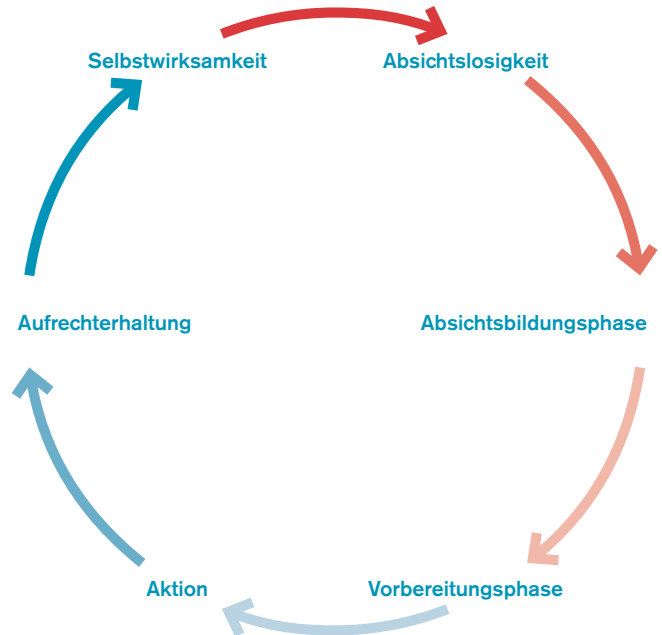 Selbstwirksamkeit
Absichtslosigkeit
Aufrechterhaltung
Absichtsbildungsphase
Aktion
Vorbereitungsphase